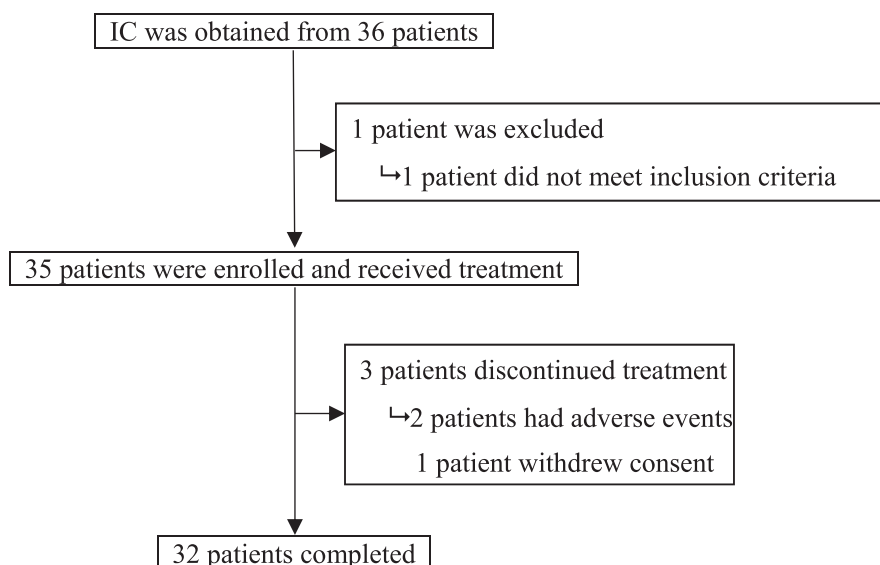 IC was obtained from 36 patients
1 patient was excluded
↳1 patient did not meet inclusion criteria
35 patients were enrolled and received treatment
3 patients discontinued treatment
↳2 patients had adverse events
1 patient withdrew consent
32 patients completed